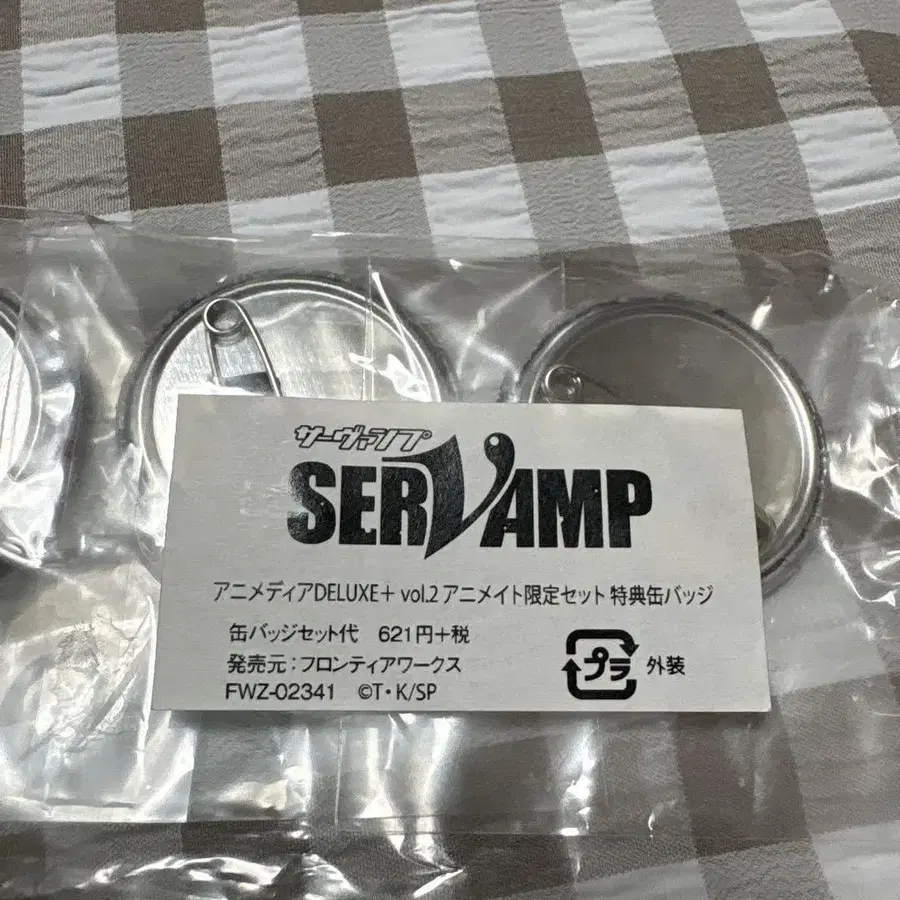 サーヴァンプ
SERVAMP
アニメディアDELUXE+ vol.2 アニメイト限定セット 特典缶バッジ
缶バッジセット代　621円+税
発売元：フロンティアワークス
FWZ-02341　©T・K/SP
プラ 外装